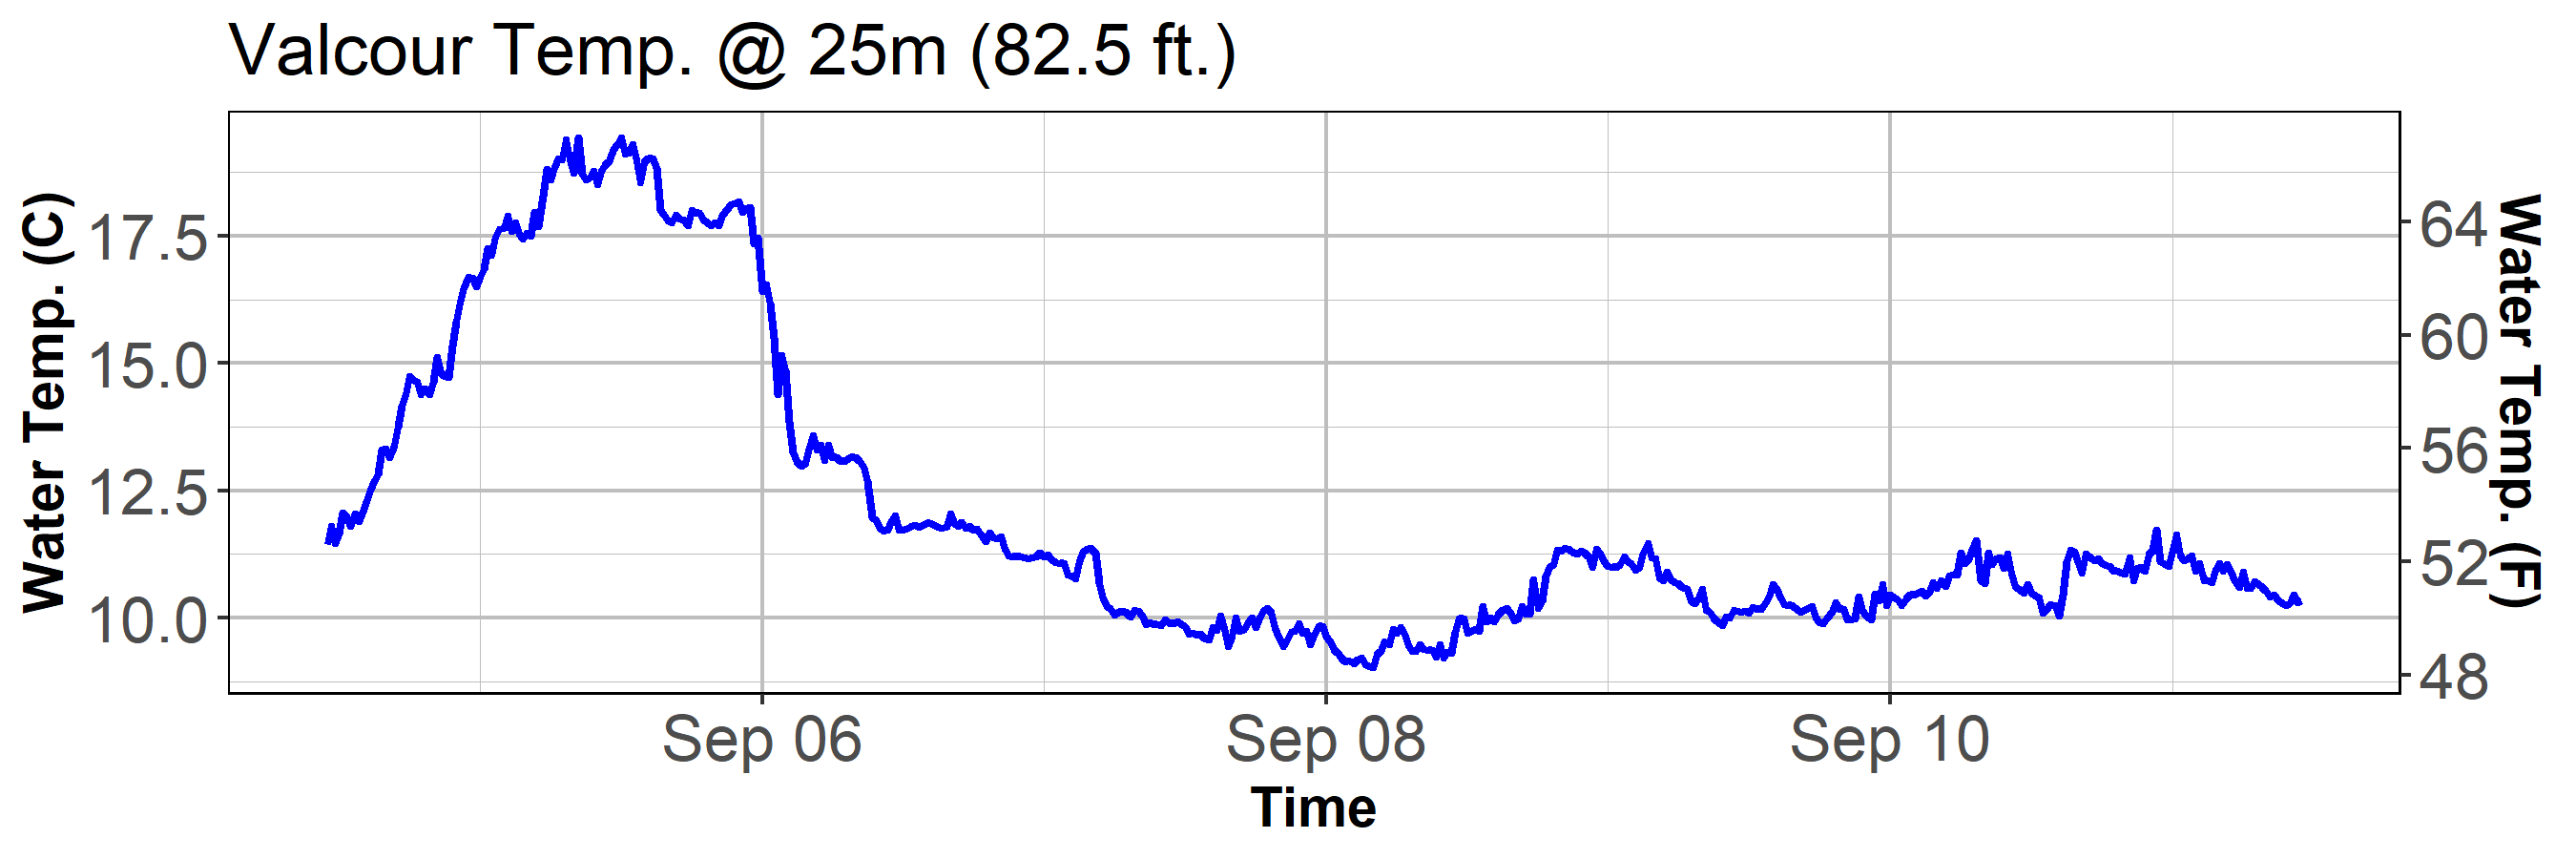 Valcour Temp. @ 25m (82.5 ft.)
Water Temp. (C)
17.5
15.0
12.5
10.0
64
60
56
52
48
Water Temp. (F)
Sep 06 Sep 08 Sep 10
Time